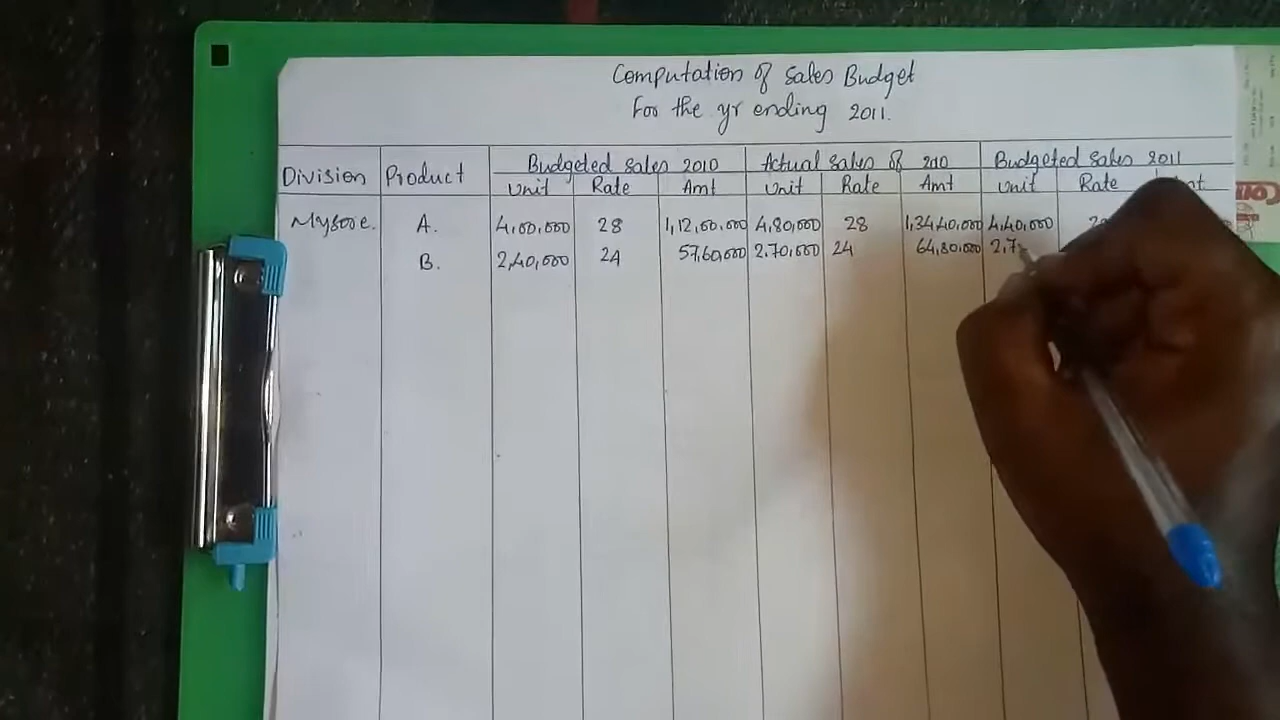 Computation of Sales Budget
For the yr ending 2011.
Division Product Budgeted Sales 2010 Actual Sales of 2010 Budgeted Sales 2011
Unit Rate Amt Unit Rate Amt Unit Rate
Mysore. A. 4,00,000 28 1,12,00,000 4,80,000 28 1,34,40,000 4,40,000
B. 2,40,000 24 57,60,000 2,70,000 24 64,80,000 2,7